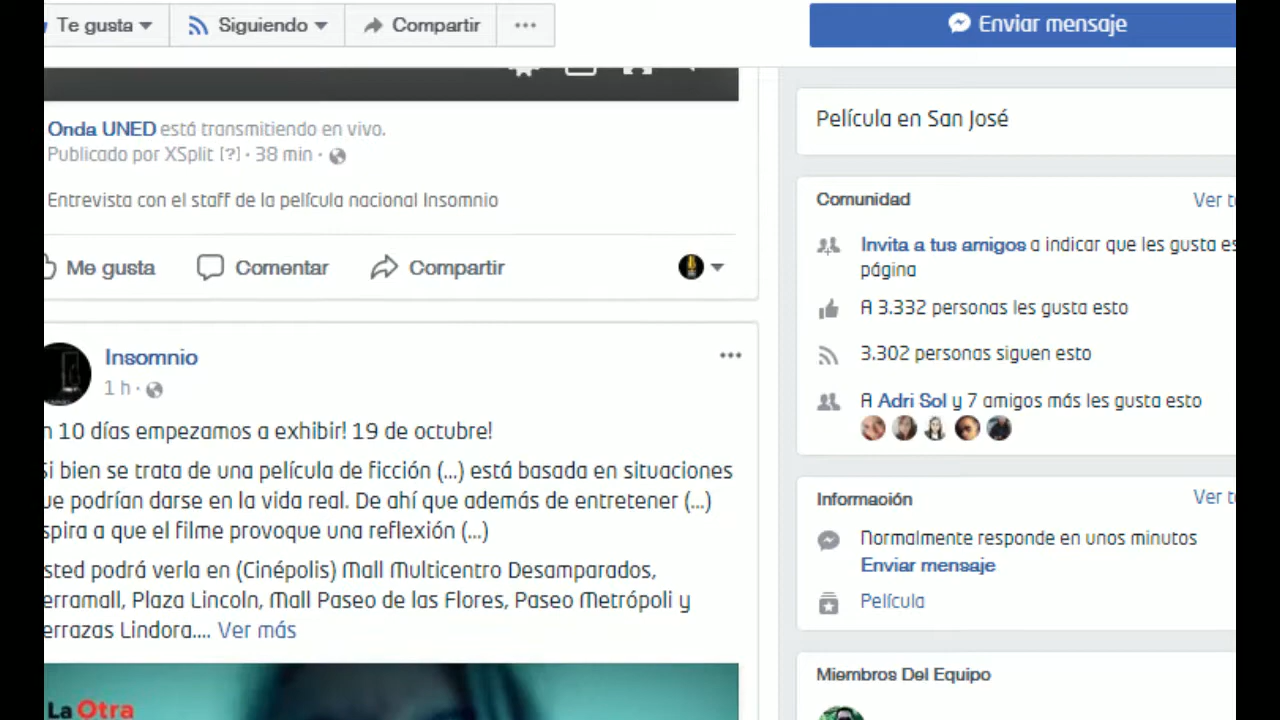 Te gusta
Siguiendo
Compartir
Enviar mensaje
Onda UNED está transmitiendo en vivo.
Publicado por XSplit [?] · 38 min ·
Entrevista con el staff de la película nacional Insomnio
Me gusta
Comentar
Compartir
Insomnio
1 h ·
n 10 días empezamos a exhibir! 19 de octubre!
Si bien se trata de una película de ficción (...) está basada en situaciones
ue podrían darse en la vida real. De ahí que además de entretener (...)
spira a que el filme provoque una reflexión (...)
sted podrá verla en (Cinépolis) Mall Multicentro Desamparados,
erramall, Plaza Lincoln, Mall Paseo de las Flores, Paseo Metrópoli y
errazas Lindora.... Ver más
La Otra
Película en San José
Comunidad
Ver t
Invita a tus amigos a indicar que les gusta es
página
A 3.332 personas les gusta esto
3.302 personas siguen esto
A Adri Sol y 7 amigos más les gusta esto
Información
Ver t
Normalmente responde en unos minutos
Enviar mensaje
Película
Miembros Del Equipo